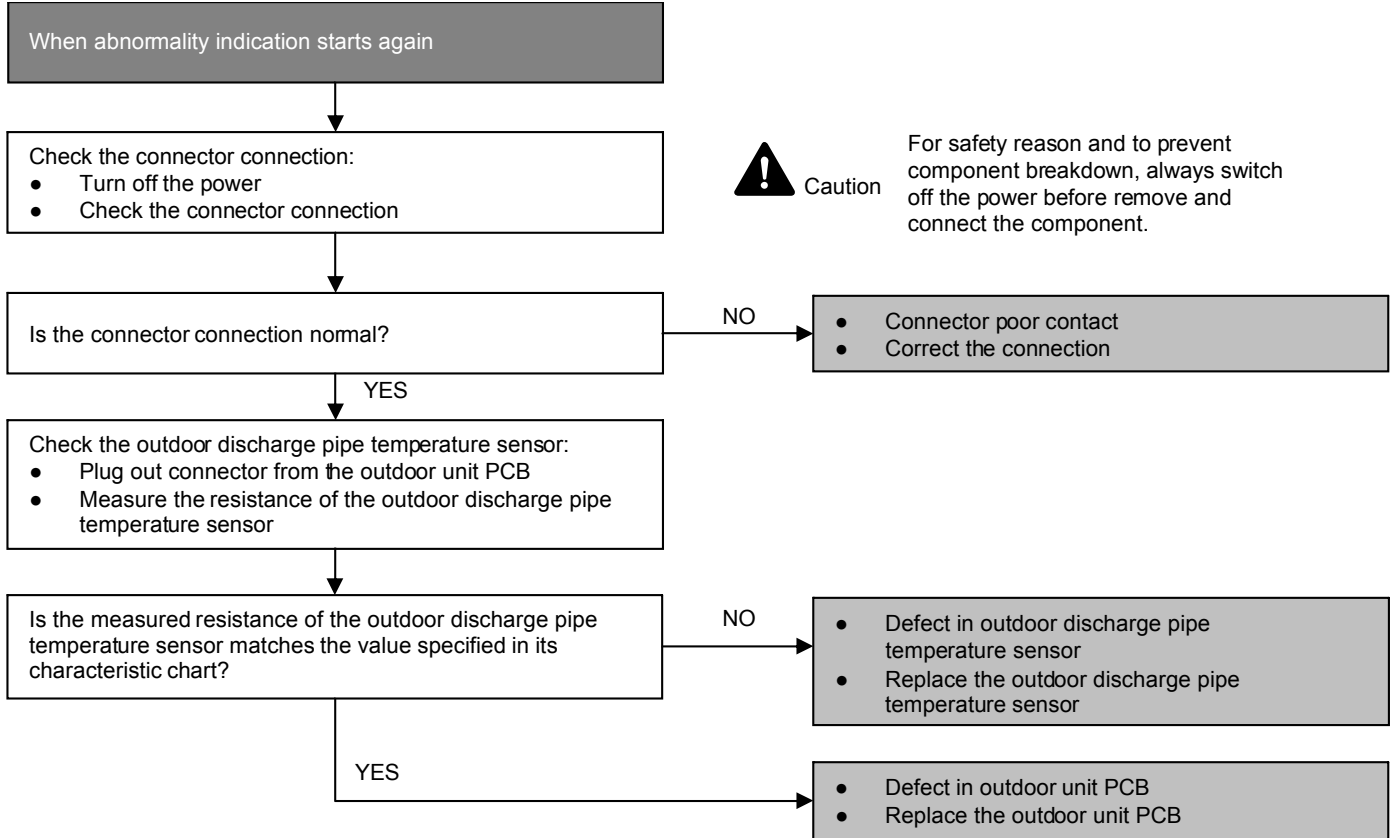 When abnormality indication starts again
Check the connector connection:
● Turn off the power
● Check the connector connection
Caution
For safety reason and to prevent
component breakdown, always switch
off the power before remove and
connect the component.
Is the connector connection normal?
NO
● Connector poor contact
● Correct the connection
YES
Check the outdoor discharge pipe temperature sensor:
● Plug out connector from the outdoor unit PCB
● Measure the resistance of the outdoor discharge pipe
temperature sensor
Is the measured resistance of the outdoor discharge pipe
temperature sensor matches the value specified in its
characteristic chart?
NO
● Defect in outdoor discharge pipe
temperature sensor
● Replace the outdoor discharge pipe
temperature sensor
YES
● Defect in outdoor unit PCB
● Replace the outdoor unit PCB